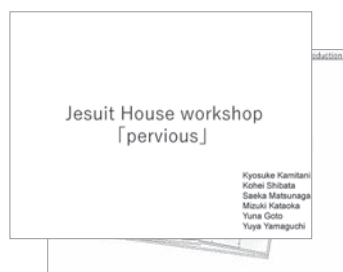 Jesuit House workshop
「pervious」
Kyosuke Kamitani
Kohei Shibata
Saeka Matsunaga
Mizuki Kataoka
Yuna Goto
Yuya Yamaguchi